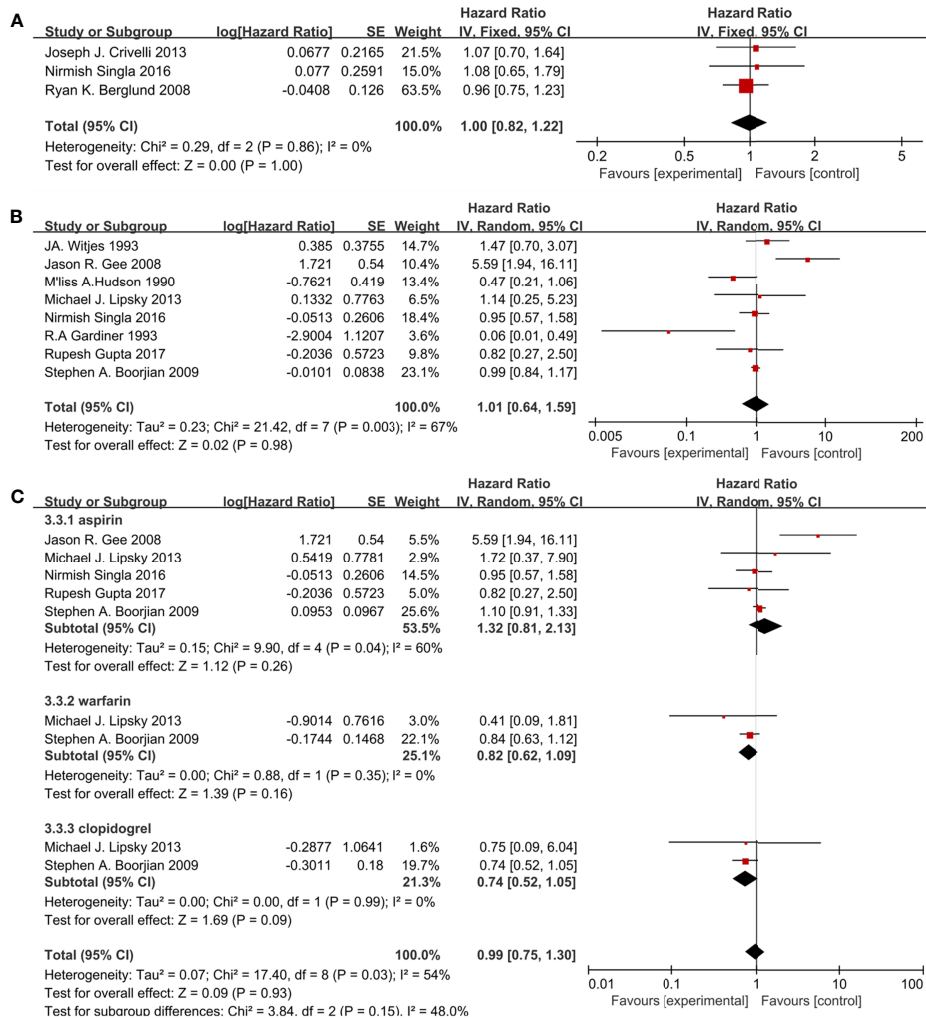 A
Hazard Ratio Hazard Ratio
Study or Subgroup log[Hazard Ratio] SE Weight IV, Fixed, 95% CI IV, Fixed, 95% CI
Joseph J. Crivelli 2013 0.0677 0.2165 21.5% 1.07 [0.70, 1.64]
Nirmish Singla 2016 0.077 0.2591 15.0% 1.08 [0.65, 1.79]
Ryan K. Berglund 2008 -0.0408 0.126 63.5% 0.96 [0.75, 1.23]
Total (95% CI) 100.0% 1.00 [0.82, 1.22]
Heterogeneity: Chi² = 0.29, df = 2 (P = 0.86); I² = 0%
Test for overall effect: Z = 0.00 (P = 1.00)
0.2 0.5 1 2 5
Favours [experimental] Favours [control]
B
Hazard Ratio Hazard Ratio
Study or Subgroup log[Hazard Ratio] SE Weight IV, Random, 95% CI IV, Random, 95% CI
JA. Witjes 1993 0.385 0.3755 14.7% 1.47 [0.70, 3.07]
Jason R. Gee 2008 1.721 0.54 10.4% 5.59 [1.94, 16.11]
M'liss A.Hudson 1990 -0.7621 0.419 13.4% 0.47 [0.21, 1.06]
Michael J. Lipsky 2013 0.1332 0.7763 6.5% 1.14 [0.25, 5.23]
Nirmish Singla 2016 -0.0513 0.2606 18.4% 0.95 [0.57, 1.58]
R.A Gardiner 1993 -2.9004 1.1207 3.6% 0.06 [0.01, 0.49]
Rupesh Gupta 2017 -0.2036 0.5723 9.8% 0.82 [0.27, 2.50]
Stephen A. Boorjian 2009 -0.0101 0.0838 23.1% 0.99 [0.84, 1.17]
Total (95% CI) 100.0% 1.01 [0.64, 1.59]
Heterogeneity: Tau² = 0.23; Chi² = 21.42, df = 7 (P = 0.003); I² = 67%
Test for overall effect: Z = 0.02 (P = 0.98)
0.005 0.1 1 10 200
Favours [experimental] Favours [control]
C
Hazard Ratio Hazard Ratio
Study or Subgroup log[Hazard Ratio] SE Weight IV, Random, 95% CI IV, Random, 95% CI
3.3.1 aspirin
Jason R. Gee 2008 1.721 0.54 5.5% 5.59 [1.94, 16.11]
Michael J. Lipsky 2013 0.5419 0.7781 2.9% 1.72 [0.37, 7.90]
Nirmish Singla 2016 -0.0513 0.2606 14.5% 0.95 [0.57, 1.58]
Rupesh Gupta 2017 -0.2036 0.5723 5.0% 0.82 [0.27, 2.50]
Stephen A. Boorjian 2009 0.0953 0.0967 25.6% 1.10 [0.91, 1.33]
Subtotal (95% CI) 53.5% 1.32 [0.81, 2.13]
Heterogeneity: Tau² = 0.15; Chi² = 9.90, df = 4 (P = 0.04); I² = 60%
Test for overall effect: Z = 1.12 (P = 0.26)
3.3.2 warfarin
Michael J. Lipsky 2013 -0.9014 0.7616 3.0% 0.41 [0.09, 1.81]
Stephen A. Boorjian 2009 -0.1744 0.1468 22.1% 0.84 [0.63, 1.12]
Subtotal (95% CI) 25.1% 0.82 [0.62, 1.09]
Heterogeneity: Tau² = 0.00; Chi² = 0.88, df = 1 (P = 0.35); I² = 0%
Test for overall effect: Z = 1.39 (P = 0.16)
3.3.3 clopidogrel
Michael J. Lipsky 2013 -0.2877 1.0641 1.6% 0.75 [0.09, 6.04]
Stephen A. Boorjian 2009 -0.3011 0.18 19.7% 0.74 [0.52, 1.05]
Subtotal (95% CI) 21.3% 0.74 [0.52, 1.05]
Heterogeneity: Tau² = 0.00; Chi² = 0.00, df = 1 (P = 0.99); I² = 0%
Test for overall effect: Z = 1.69 (P = 0.09)
Total (95% CI) 100.0% 0.99 [0.75, 1.30]
Heterogeneity: Tau² = 0.07; Chi² = 17.40, df = 8 (P = 0.03); I² = 54%
Test for overall effect: Z = 0.09 (P = 0.93)
Test for subgroup differences: Chi² = 3.84, df = 2 (P = 0.15), I² = 48.0%
0.01 0.1 1 10 100
Favours [experimental] Favours [control]